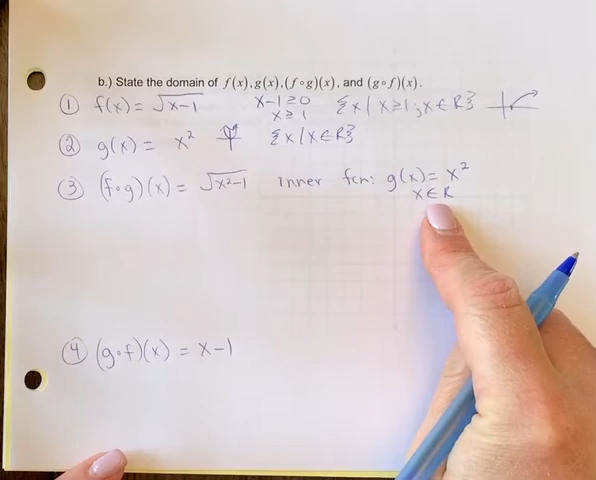 b.) State the domain of f(x), g(x), (f∘g)(x), and (g∘f)(x).
① f(x) = √x-1 x-1≥0 {x | x≥1; x∈R}
x≥1
② g(x) = x² {x/x∈R}
③ (f∘g)(x) = √x²-1 inner fcn: g(x) = x²
x∈R
④ (g∘f)(x) = x-1